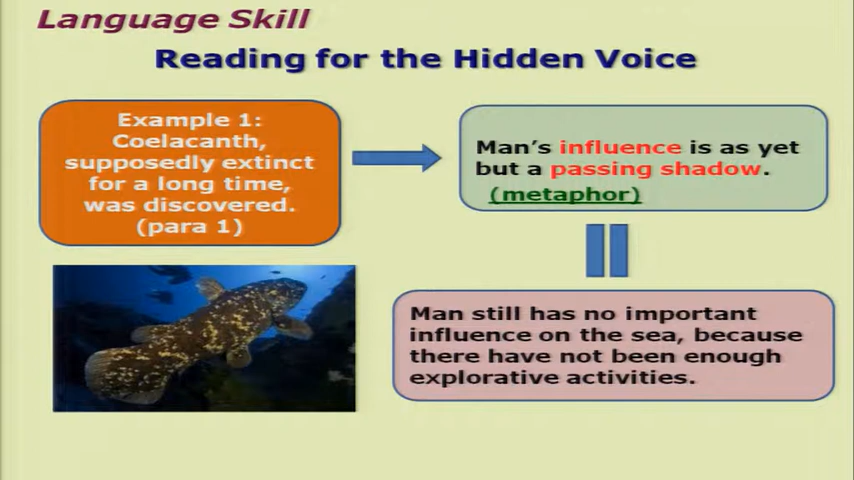 Language Skill
Reading for the Hidden Voice
Example 1:
Coelacanth,
supposedly extinct
for a long time,
was discovered.
(para 1)
Man's influence is as yet
but a passing shadow.
(metaphor)
Man still has no important
influence on the sea, because
there have not been enough
explorative activities.